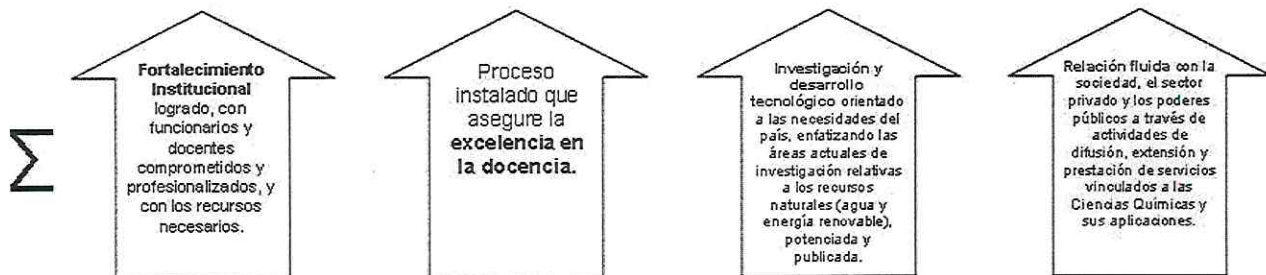 Σ
Fortalecimiento
Institucional
logrado, con
funcionarios y
docentes
comprometidos y
profesionalizados, y
con los recursos
necesarios.
Proceso
instalado que
asegure la
excelencia en
la docencia.
Investigación y
desarrollo
tecnológico orientado
a las necesidades del
país, enfatizando las
áreas actuales de
investigación relativas
a los recursos
naturales (agua y
energía renovable),
potenciada y
publicada.
Relación fluida con la
sociedad, el sector
privado y los poderes
públicos a través de
actividades de
difusión, extensión y
prestación de servicios
vinculados a las
Ciencias Químicas y
sus aplicaciones.